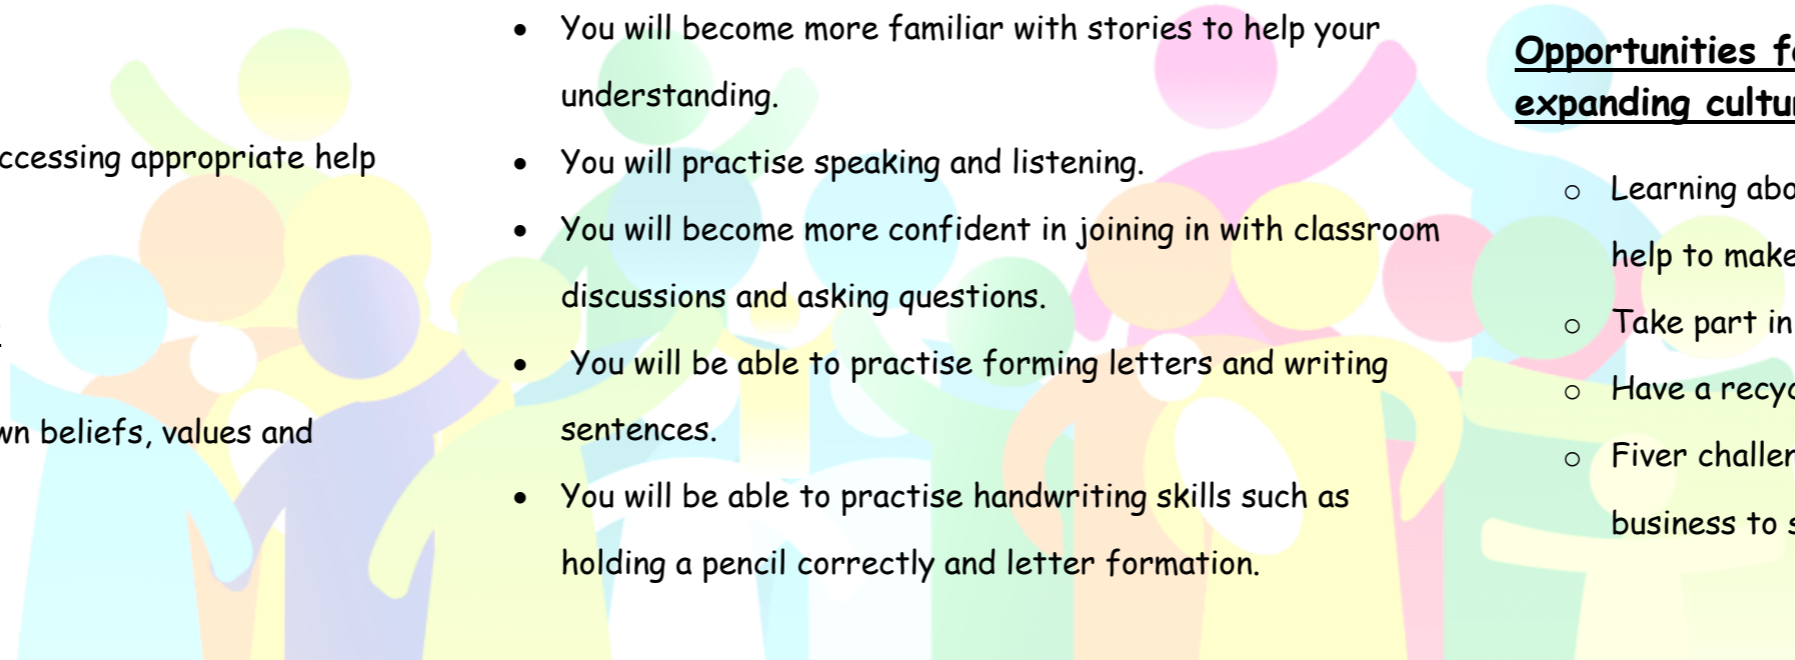 ccessing appropriate help
wn beliefs, values and
• You will become more familiar with stories to help your
understanding.
• You will practise speaking and listening.
• You will become more confident in joining in with classroom
discussions and asking questions.
• You will be able to practise forming letters and writing
sentences.
• You will be able to practise handwriting skills such as
holding a pencil correctly and letter formation.
Opportunities f
expanding cultu
o Learning abo
help to make
o Take part in
o Have a recyc
o Fiver challen
business to s